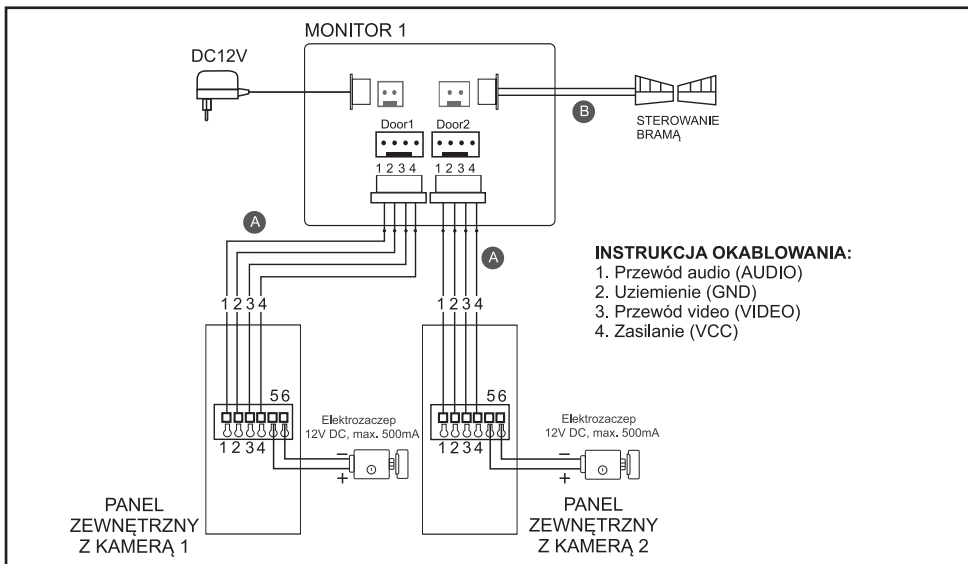 MONITOR 1
DC12V
Door1 Door2
1 2 3 4 1 2 3 4
B
STEROWANIE
BRAMĄ
A
A
INSTRUKCJA OKABLOWANIA:
1. Przewód audio (AUDIO)
2. Uziemienie (GND)
3. Przewód video (VIDEO)
4. Zasilanie (VCC)
1 2 3 4
1 2 3 4
5 6
1 2 3 4
Elektrozaczep
12V DC, max. 500mA
–
+
PANEL
ZEWNĘTRZNY
Z KAMERĄ 1
5 6
1 2 3 4
Elektrozaczep
12V DC, max. 500mA
–
+
PANEL
ZEWNĘTRZNY
Z KAMERĄ 2